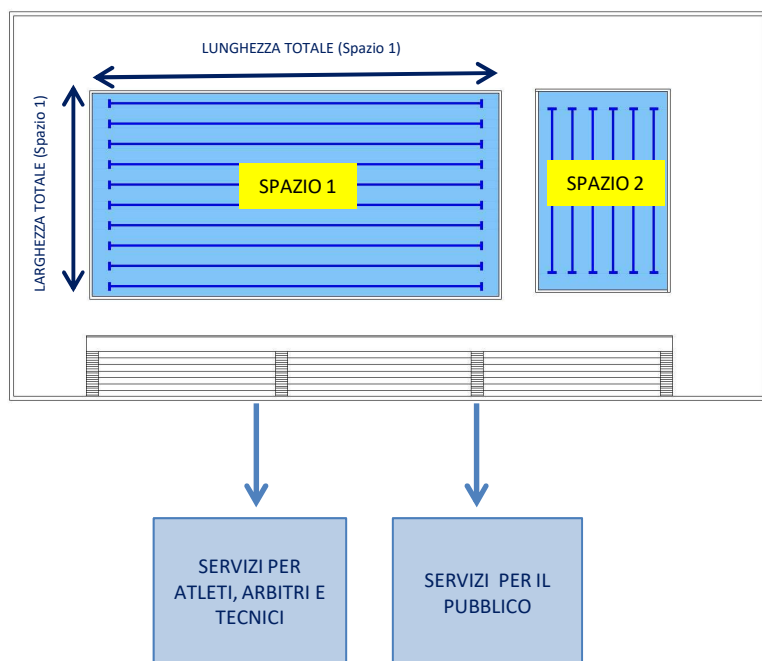 LUNGHEZZA TOTALE (Spazio 1)
LARGHEZZA TOTALE (Spazio 1)
SPAZIO 1
SPAZIO 2
SERVIZI PER
ATLETI, ARBITRI E
TECNICI
SERVIZI PER IL
PUBBLICO